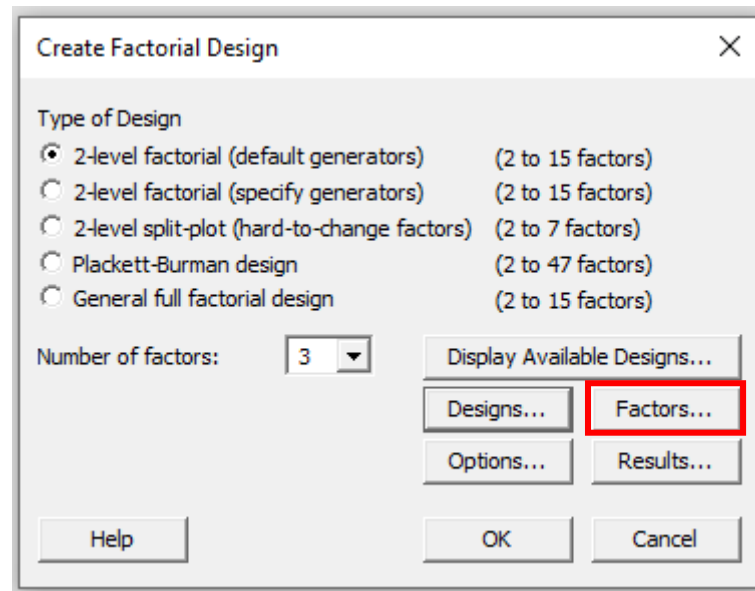 Create Factorial Design
Type of Design
2-level factorial (default generators) (2 to 15 factors)
2-level factorial (specify generators) (2 to 15 factors)
2-level split-plot (hard-to-change factors) (2 to 7 factors)
Plackett-Burman design (2 to 47 factors)
General full factorial design (2 to 15 factors)
Number of factors: 3 Display Available Designs...
Designs... Factors...
Options... Results...
Help OK Cancel